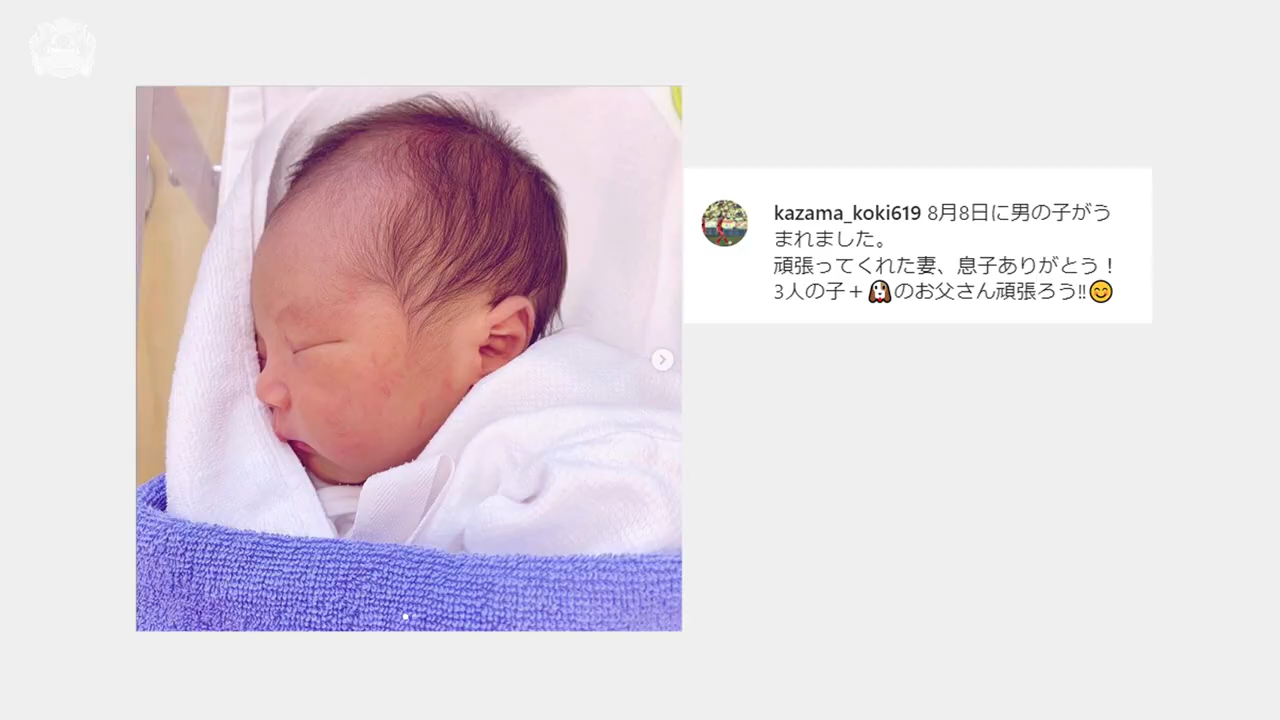 kazama_koki619 8月8日に男の子がう
まれました。
頑張ってくれた妻、息子ありがとう！
3人の子＋🐶のお父さん頑張ろう‼😊